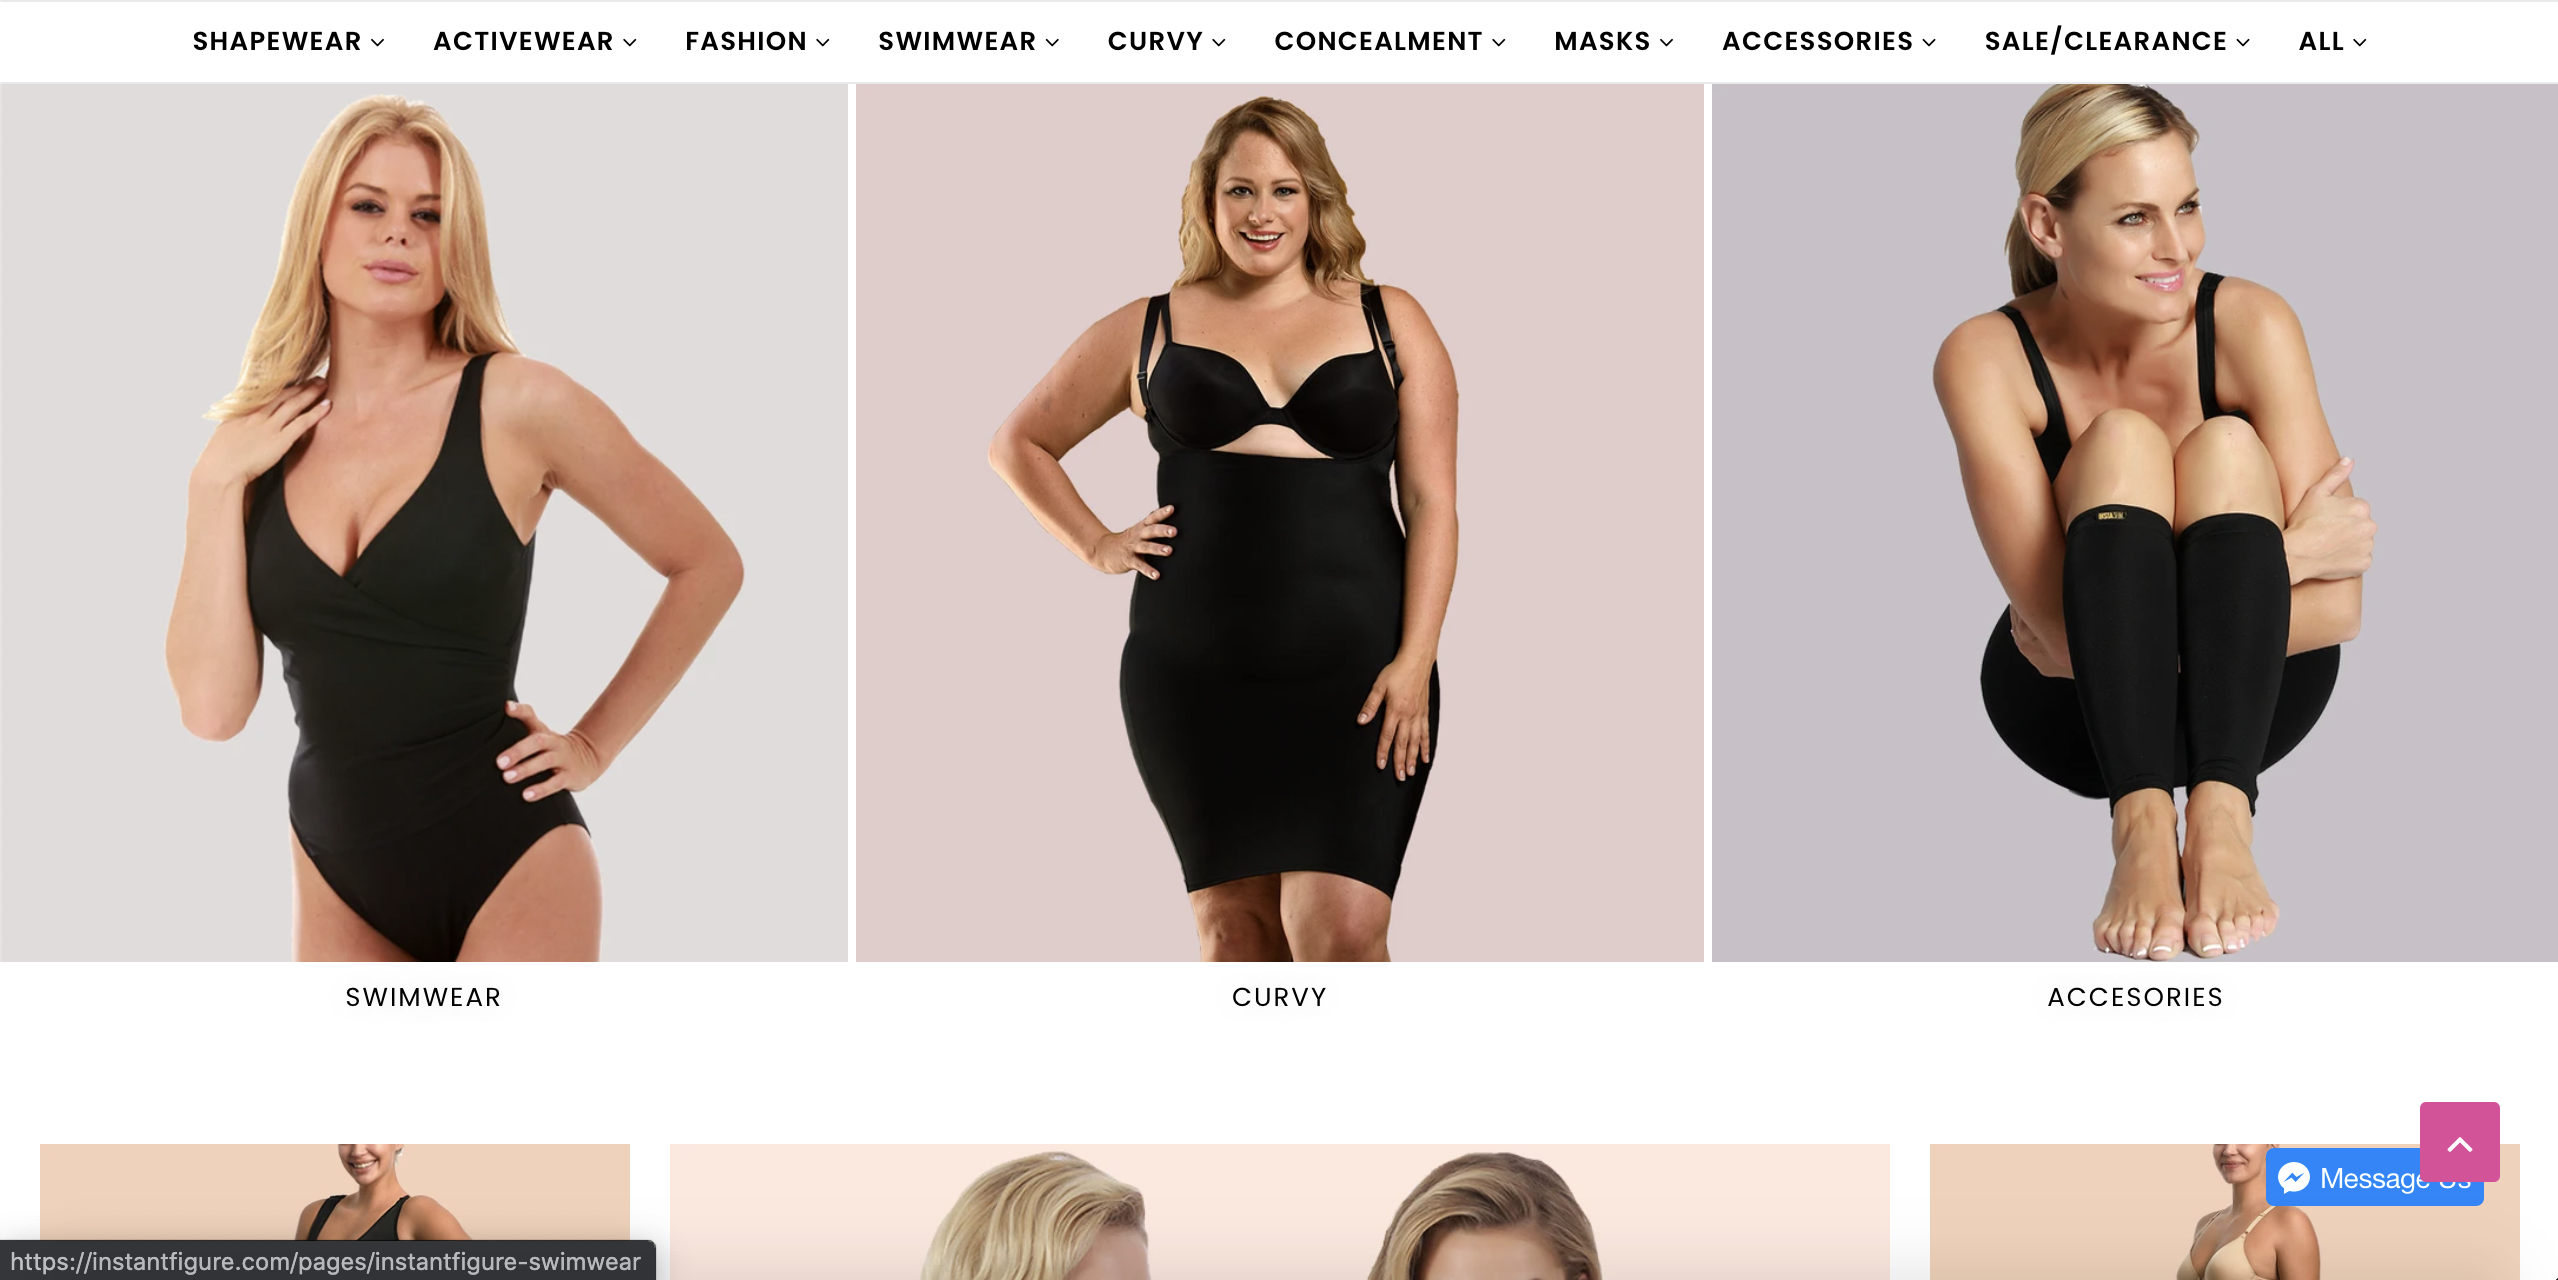 SHAPEWEAR ACTIVEWEAR FASHION SWIMWEAR CURVY CONCEALMENT MASKS ACCESSORIES SALE/CLEARANCE ALL
SWIMWEAR CURVY ACCESORIES
Message Us
https://instantfigure.com/pages/instantfigure-swimwear